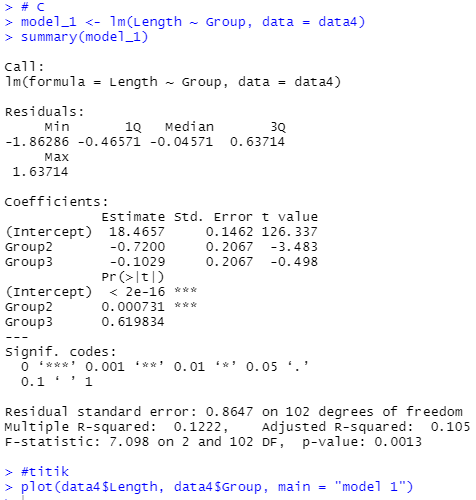 > # C
> model_1 <- lm(Length ~ Group, data = data4)
> summary(model_1)
Call:
lm(formula = Length ~ Group, data = data4)
Residuals:
     Min       1Q   Median       3Q
-1.86286 -0.46571 -0.04571  0.63714
     Max
 1.63714
Coefficients:
            Estimate Std. Error t value
(Intercept)  18.4657     0.1462 126.337
Group2       -0.7200     0.2067  -3.483
Group3       -0.1029     0.2067  -0.498
            Pr(>|t|)
(Intercept)  < 2e-16 ***
Group2      0.000731 ***
Group3      0.619834
---
Signif. codes:
  0 ‘***’ 0.001 ‘**’ 0.01 ‘*’ 0.05 ‘.’
  0.1 ‘ ’ 1
Residual standard error: 0.8647 on 102 degrees of freedom
Multiple R-squared:  0.1222,    Adjusted R-squared:  0.105
F-statistic: 7.098 on 2 and 102 DF,  p-value: 0.0013
> #titik
> plot(data4$Length, data4$Group, main = "model 1")